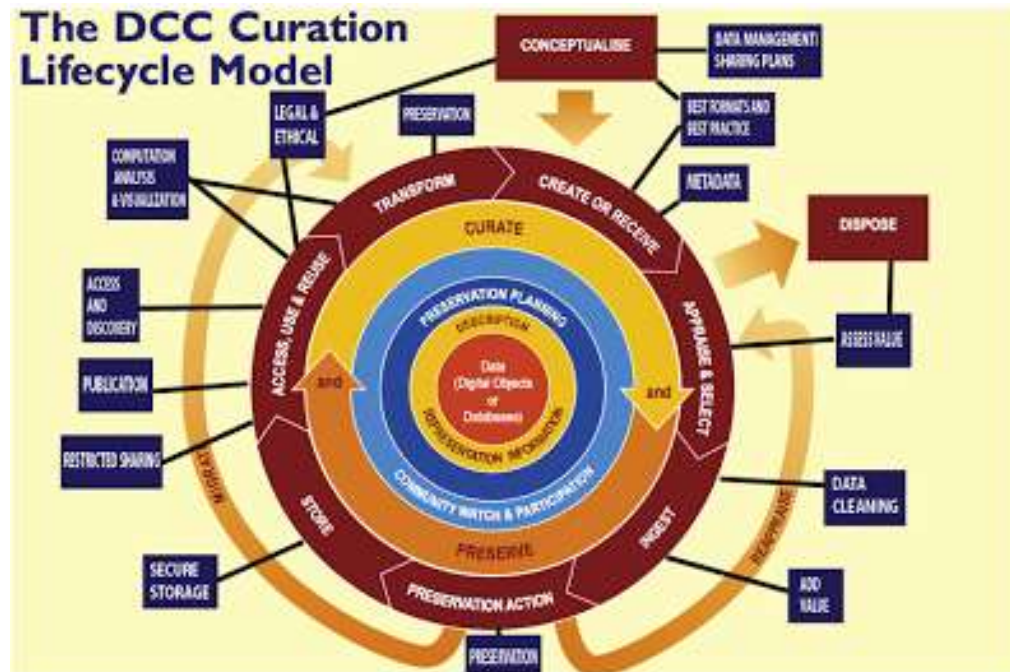 The DCC Curation
Lifecycle Model
CONCEPTUALISE
DATA MANAGEMENT/
SHARING PLANS
LEGAL &
ETHICAL
PRESERVATION
BEST FORMATS AND
BEST PRACTICE
COMPUTATION
ANALYSIS
& VISUALIZATION
METADATA
TRANSFORM
CREATE OR RECEIVE
DISPOSE
CURATE
ACCESS
AND
DISCOVERY
ACCESS, USE & REUSE
PRESERVATION PLANNING
DESCRIPTION
APPRAISE & SELECT
ASSESS VALUE
Data
(Digital Objects
or
Databases)
and
and
PUBLICATION
REPRESENTATION INFORMATION
RESTRICTED SHARING
MIGRAT
COMMUNITY WATCH & PARTICIPATION
STORE
INGEST
DATA
CLEANING
REAPPRAISE
PRESERVE
SECURE
STORAGE
PRESERVATION ACTION
ADD
VALUE
PRESERVATION